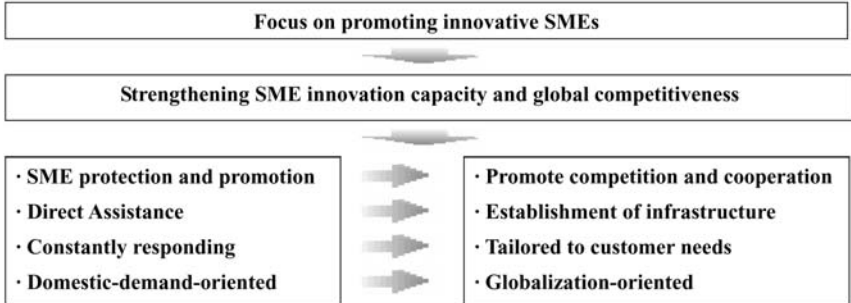 Focus on promoting innovative SMEs
Strengthening SME innovation capacity and global competitiveness
· SME protection and promotion
· Direct Assistance
· Constantly responding
· Domestic-demand-oriented
· Promote competition and cooperation
· Establishment of infrastructure
· Tailored to customer needs
· Globalization-oriented